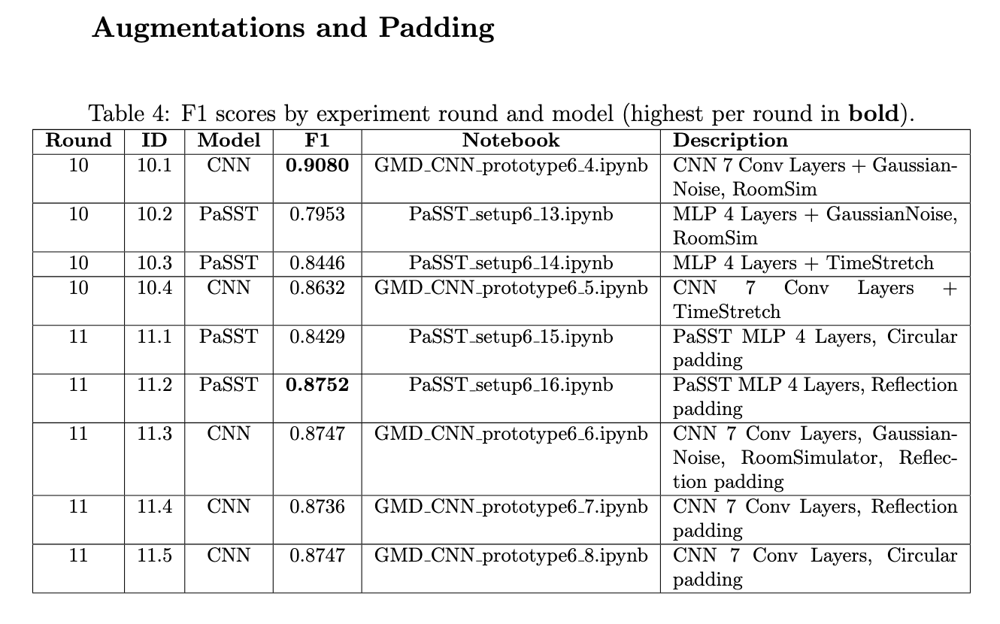 Augmentations and Padding
Table 4: F1 scores by experiment round and model (highest per round in bold).
Round ID Model F1 Notebook Description
10 10.1 CNN 0.9080 GMD_CNN_prototype6_4.ipynb CNN 7 Conv Layers + Gaussian-
Noise, RoomSim
10 10.2 PaSST 0.7953 PaSST_setup6_13.ipynb MLP 4 Layers + GaussianNoise,
RoomSim
10 10.3 PaSST 0.8446 PaSST_setup6_14.ipynb MLP 4 Layers + TimeStretch
10 10.4 CNN 0.8632 GMD_CNN_prototype6_5.ipynb CNN 7 Conv Layers +
TimeStretch
11 11.1 PaSST 0.8429 PaSST_setup6_15.ipynb PaSST MLP 4 Layers, Circular
padding
11 11.2 PaSST 0.8752 PaSST_setup6_16.ipynb PaSST MLP 4 Layers, Reflection
padding
11 11.3 CNN 0.8747 GMD_CNN_prototype6_6.ipynb CNN 7 Conv Layers, Gaussian-
Noise, RoomSimulator, Reflec-
tion padding
11 11.4 CNN 0.8736 GMD_CNN_prototype6_7.ipynb CNN 7 Conv Layers, Reflection
padding
11 11.5 CNN 0.8747 GMD_CNN_prototype6_8.ipynb CNN 7 Conv Layers, Circular
padding